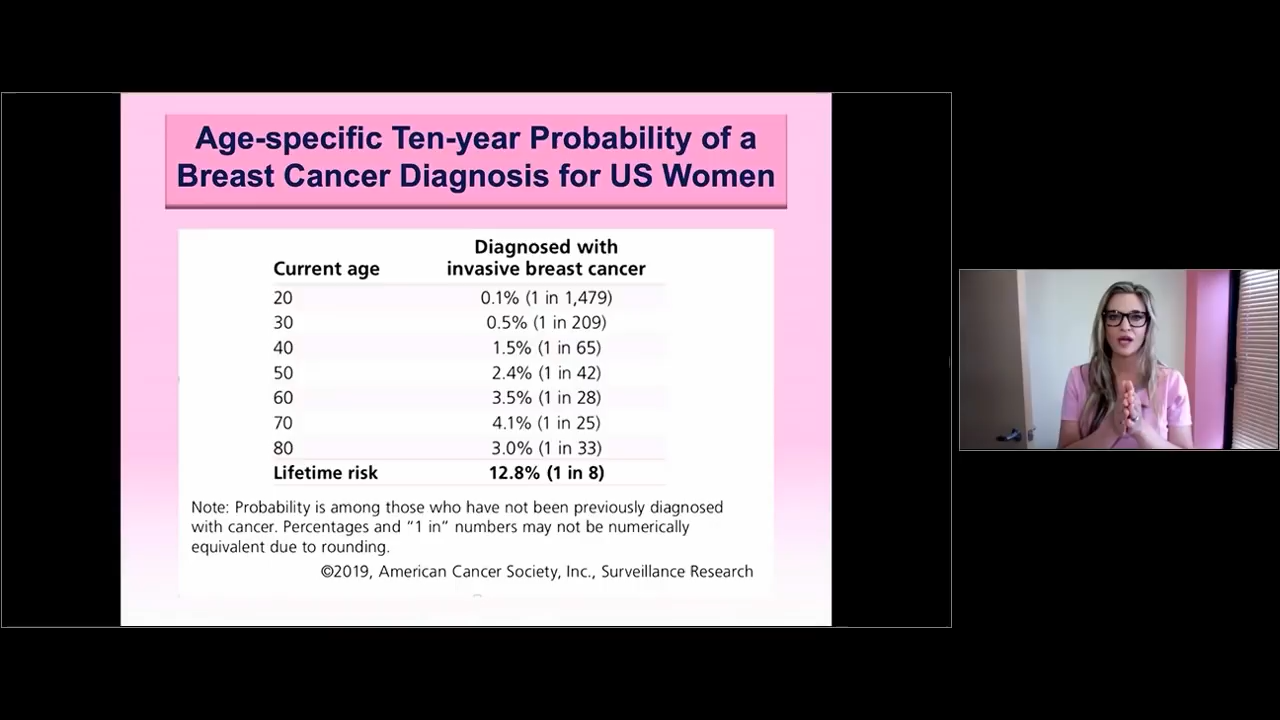 Age-specific Ten-year Probability of a
Breast Cancer Diagnosis for US Women
Diagnosed with
Current age invasive breast cancer
20 0.1% (1 in 1,479)
30 0.5% (1 in 209)
40 1.5% (1 in 65)
50 2.4% (1 in 42)
60 3.5% (1 in 28)
70 4.1% (1 in 25)
80 3.0% (1 in 33)
Lifetime risk 12.8% (1 in 8)
Note: Probability is among those who have not been previously diagnosed
with cancer. Percentages and “1 in” numbers may not be numerically
equivalent due to rounding.
©2019, American Cancer Society, Inc., Surveillance Research